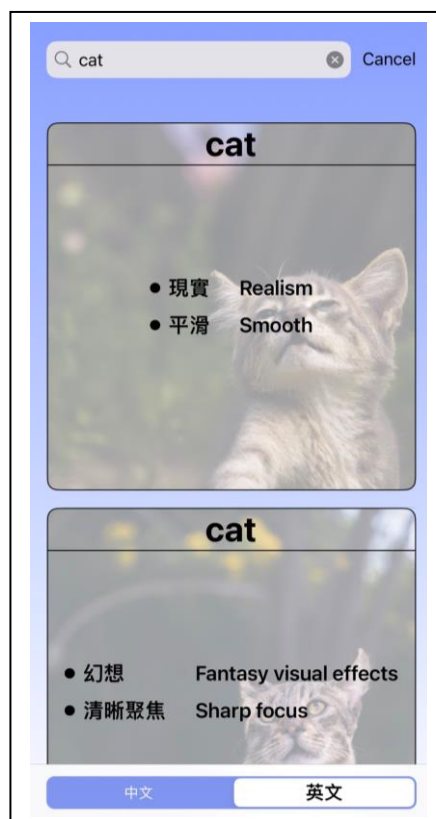 cat Cancel
cat
● 現實 Realism
● 平滑 Smooth
cat
● 幻想 Fantasy visual effects
● 清晰聚焦 Sharp focus
中文 英文